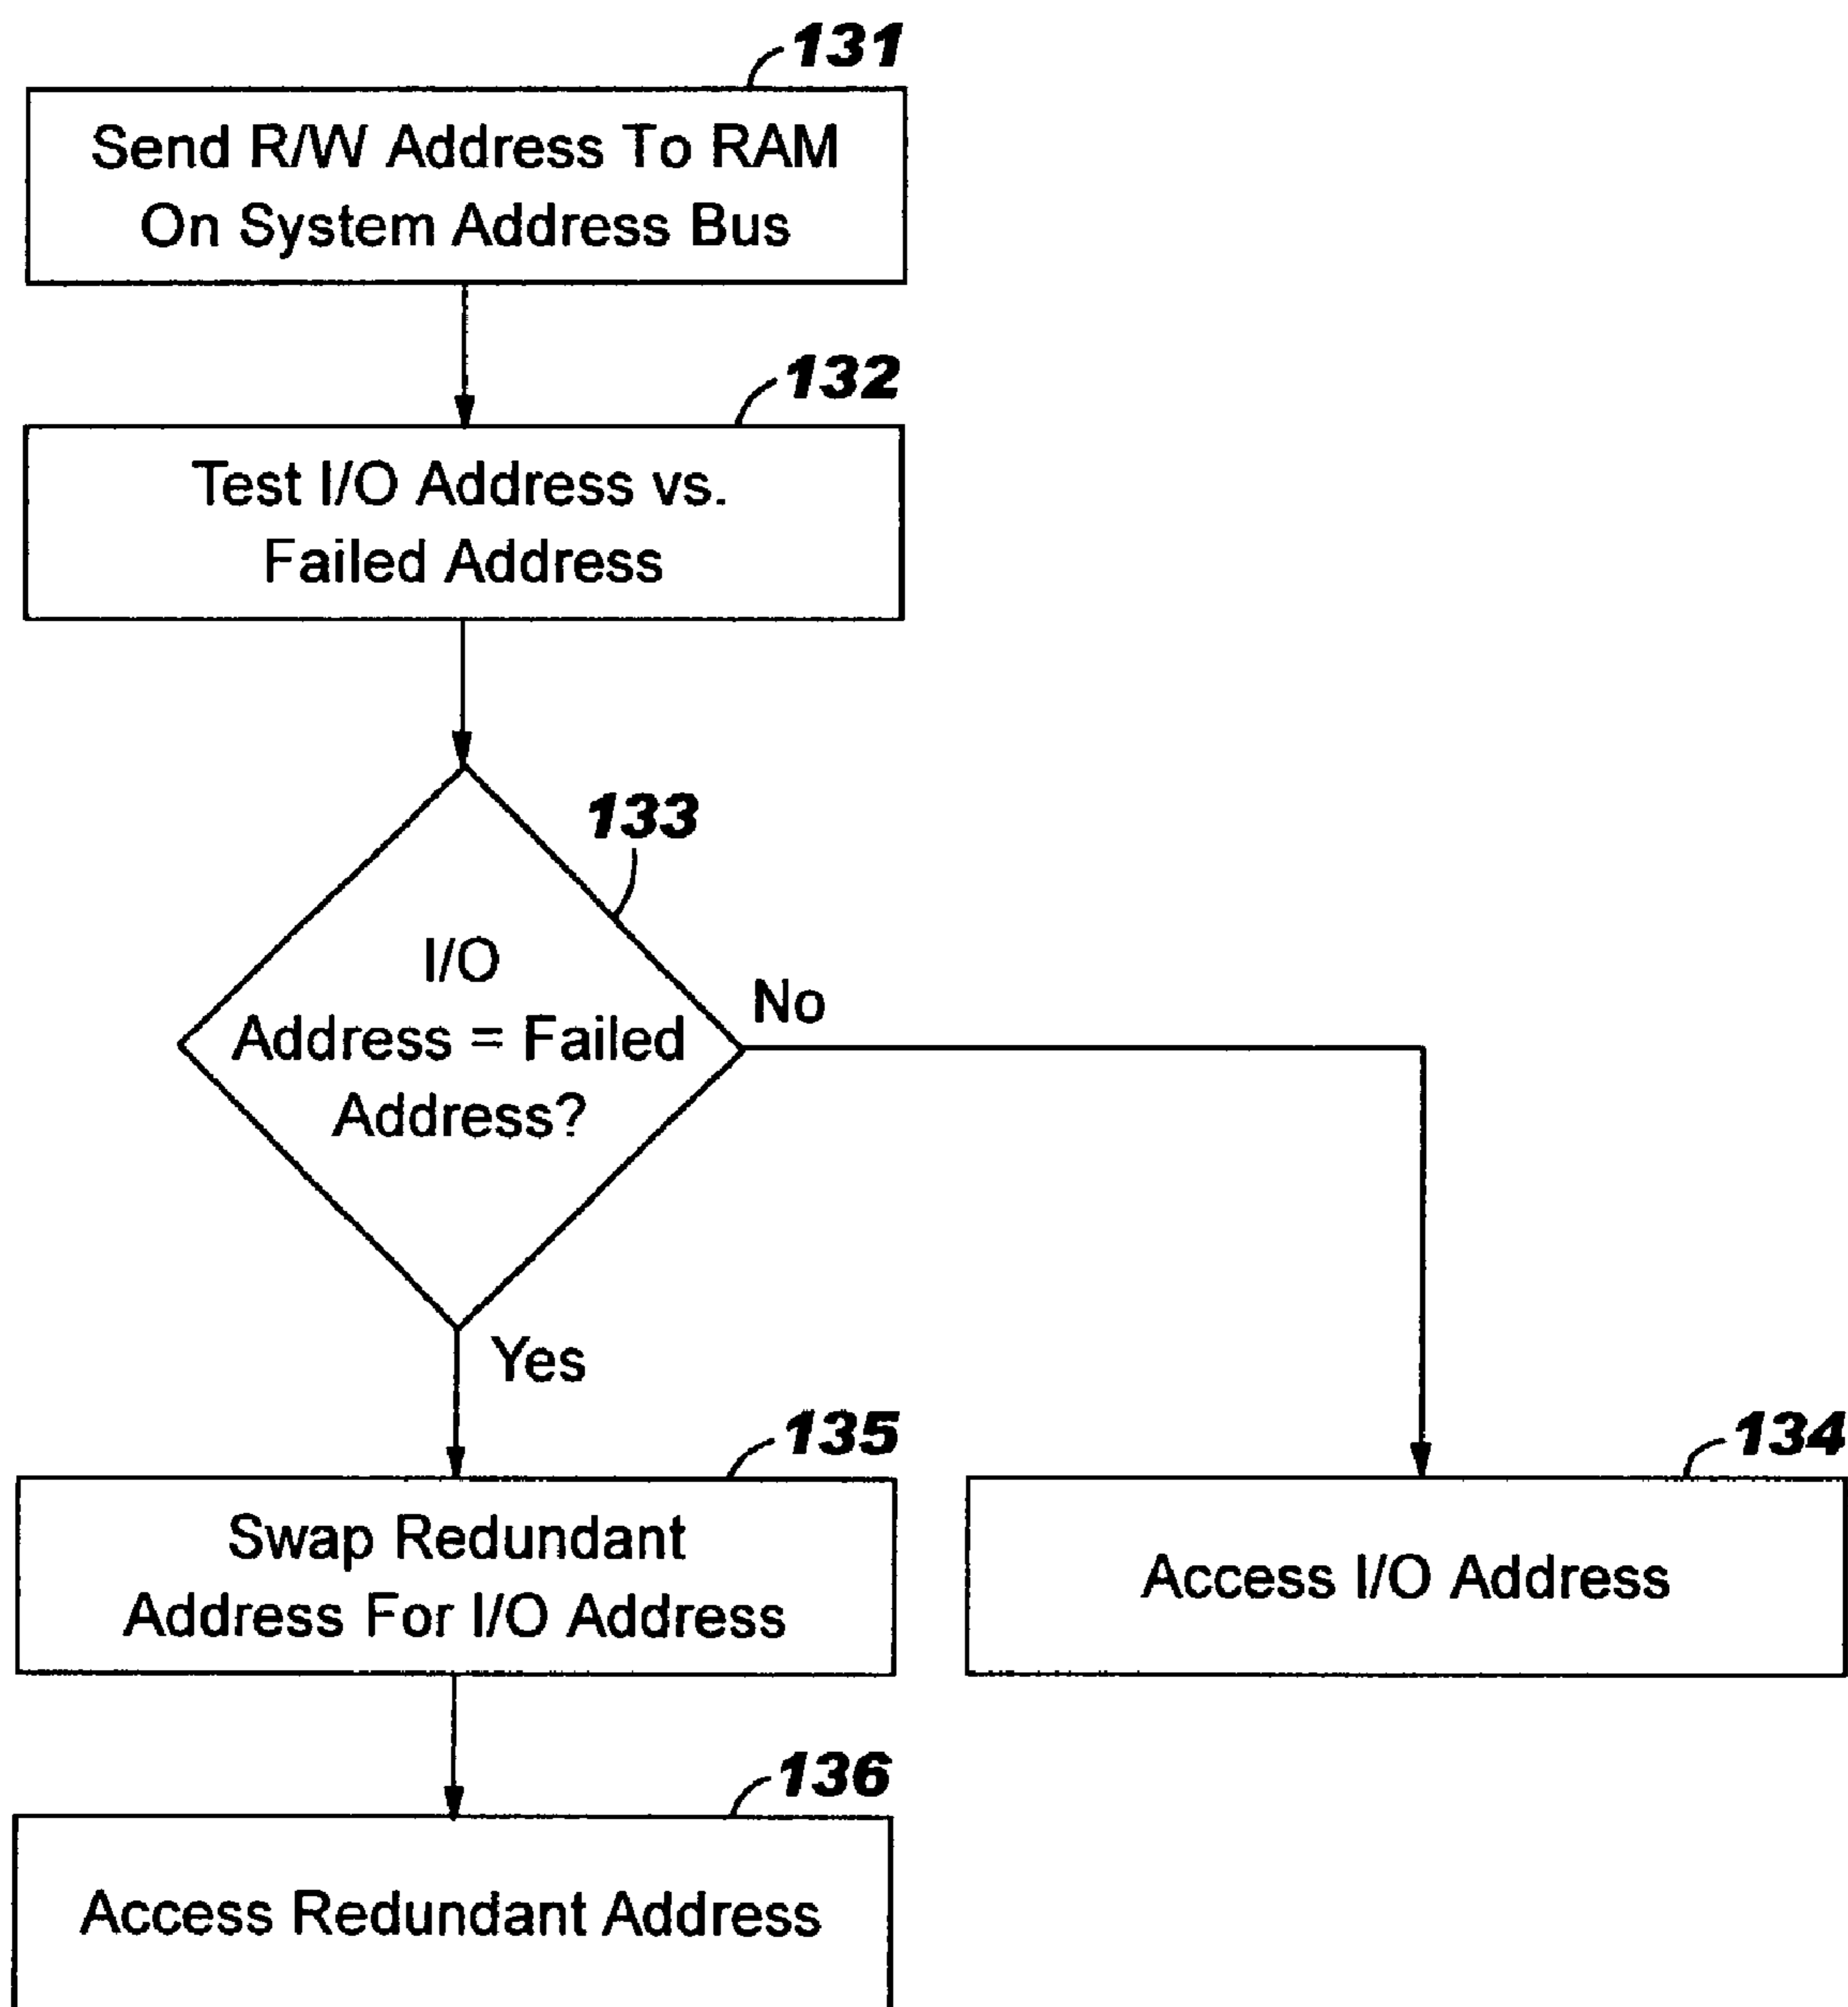 131
Send R/W Address To RAM
On System Address Bus
132
Test I/O Address vs.
Failed Address
133
I/O
Address = Failed
Address?
No
Yes
135
Swap Redundant
Address For I/O Address
134
Access I/O Address
136
Access Redundant Address